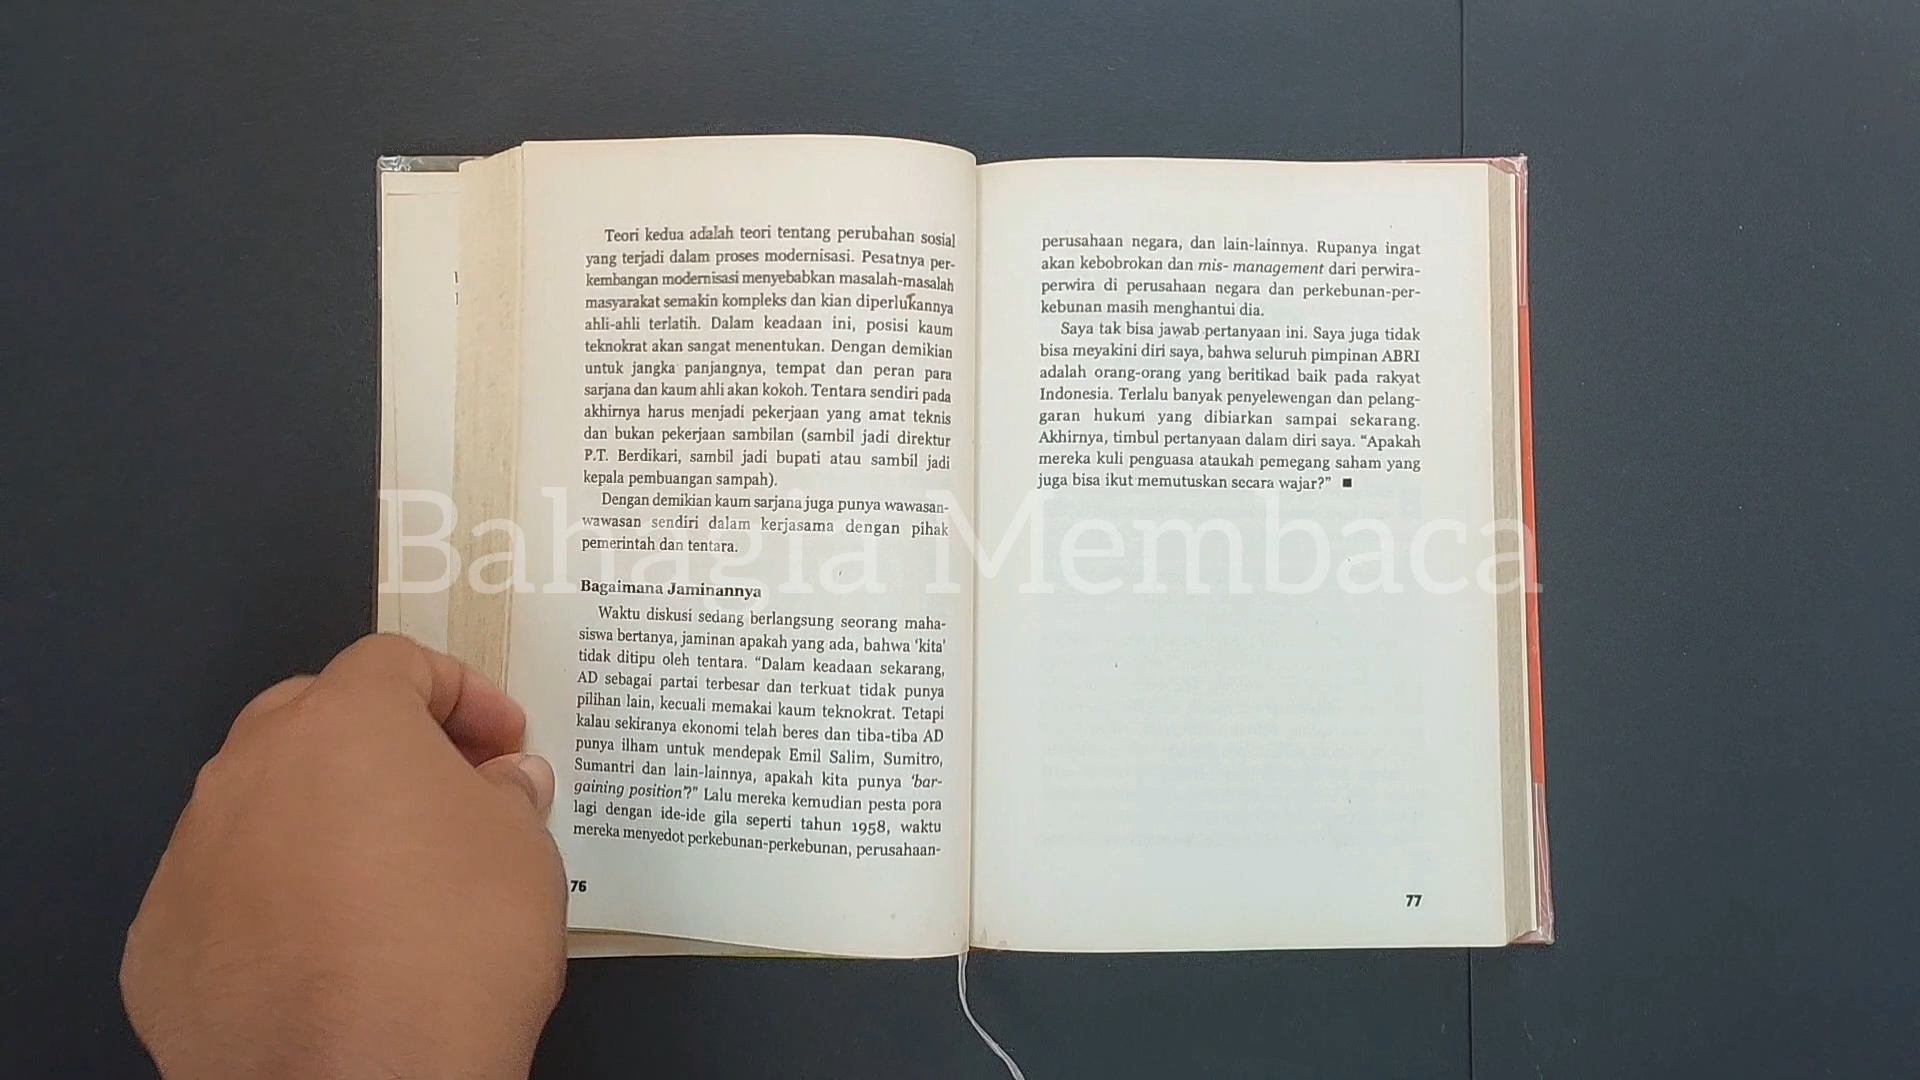 Teori kedua adalah teori tentang perubahan sosial
yang terjadi dalam proses modernisasi. Pesatnya per-
kembangan modernisasi menyebabkan masalah-masalah
masyarakat semakin kompleks dan kian diperlukannya
ahli-ahli terlatih. Dalam keadaan ini, posisi kaum
teknokrat akan sangat menentukan. Dengan demikian
untuk jangka panjangnya, tempat dan peran para
sarjana dan kaum ahli akan kokoh. Tentara sendiri pada
akhirnya harus menjadi pekerjaan yang amat teknis
dan bukan pekerjaan sambilan (sambil jadi direktur
P.T. Berdikari, sambil jadi bupati atau sambil jadi
kepala pembuangan sampah).
Dengan demikian kaum sarjana juga punya wawasan-
wawasan sendiri dalam kerjasama dengan pihak
pemerintah dan tentara.
Bagaimana Jaminannya
Waktu diskusi sedang berlangsung seorang maha-
siswa bertanya, jaminan apakah yang ada, bahwa ‘kita’
tidak ditipu oleh tentara. “Dalam keadaan sekarang,
AD sebagai partai terbesar dan terkuat tidak punya
pilihan lain, kecuali memakai kaum teknokrat. Tetapi
kalau sekiranya ekonomi telah beres dan tiba-tiba AD
punya ilham untuk mendepak Emil Salim, Sumitro,
Sumantri dan lain-lainnya, apakah kita punya ‘bar-
gaining position’?” Lalu mereka kemudian pesta pora
lagi dengan ide-ide gila seperti tahun 1958, waktu
mereka menyedot perkebunan-perkebunan, perusahaan-
76
perusahaan negara, dan lain-lainnya. Rupanya ingat
akan kebobrokan dan mis- management dari perwira-
perwira di perusahaan negara dan perkebunan-per-
kebunan masih menghantui dia.
Saya tak bisa jawab pertanyaan ini. Saya juga tidak
bisa meyakini diri saya, bahwa seluruh pimpinan ABRI
adalah orang-orang yang beritikad baik pada rakyat
Indonesia. Terlalu banyak penyelewengan dan pelang-
garan hukum yang dibiarkan sampai sekarang.
Akhirnya, timbul pertanyaan dalam diri saya. “Apakah
mereka kuli penguasa ataukah pemegang saham yang
juga bisa ikut memutuskan secara wajar?” ■
77
Bahagia Membaca